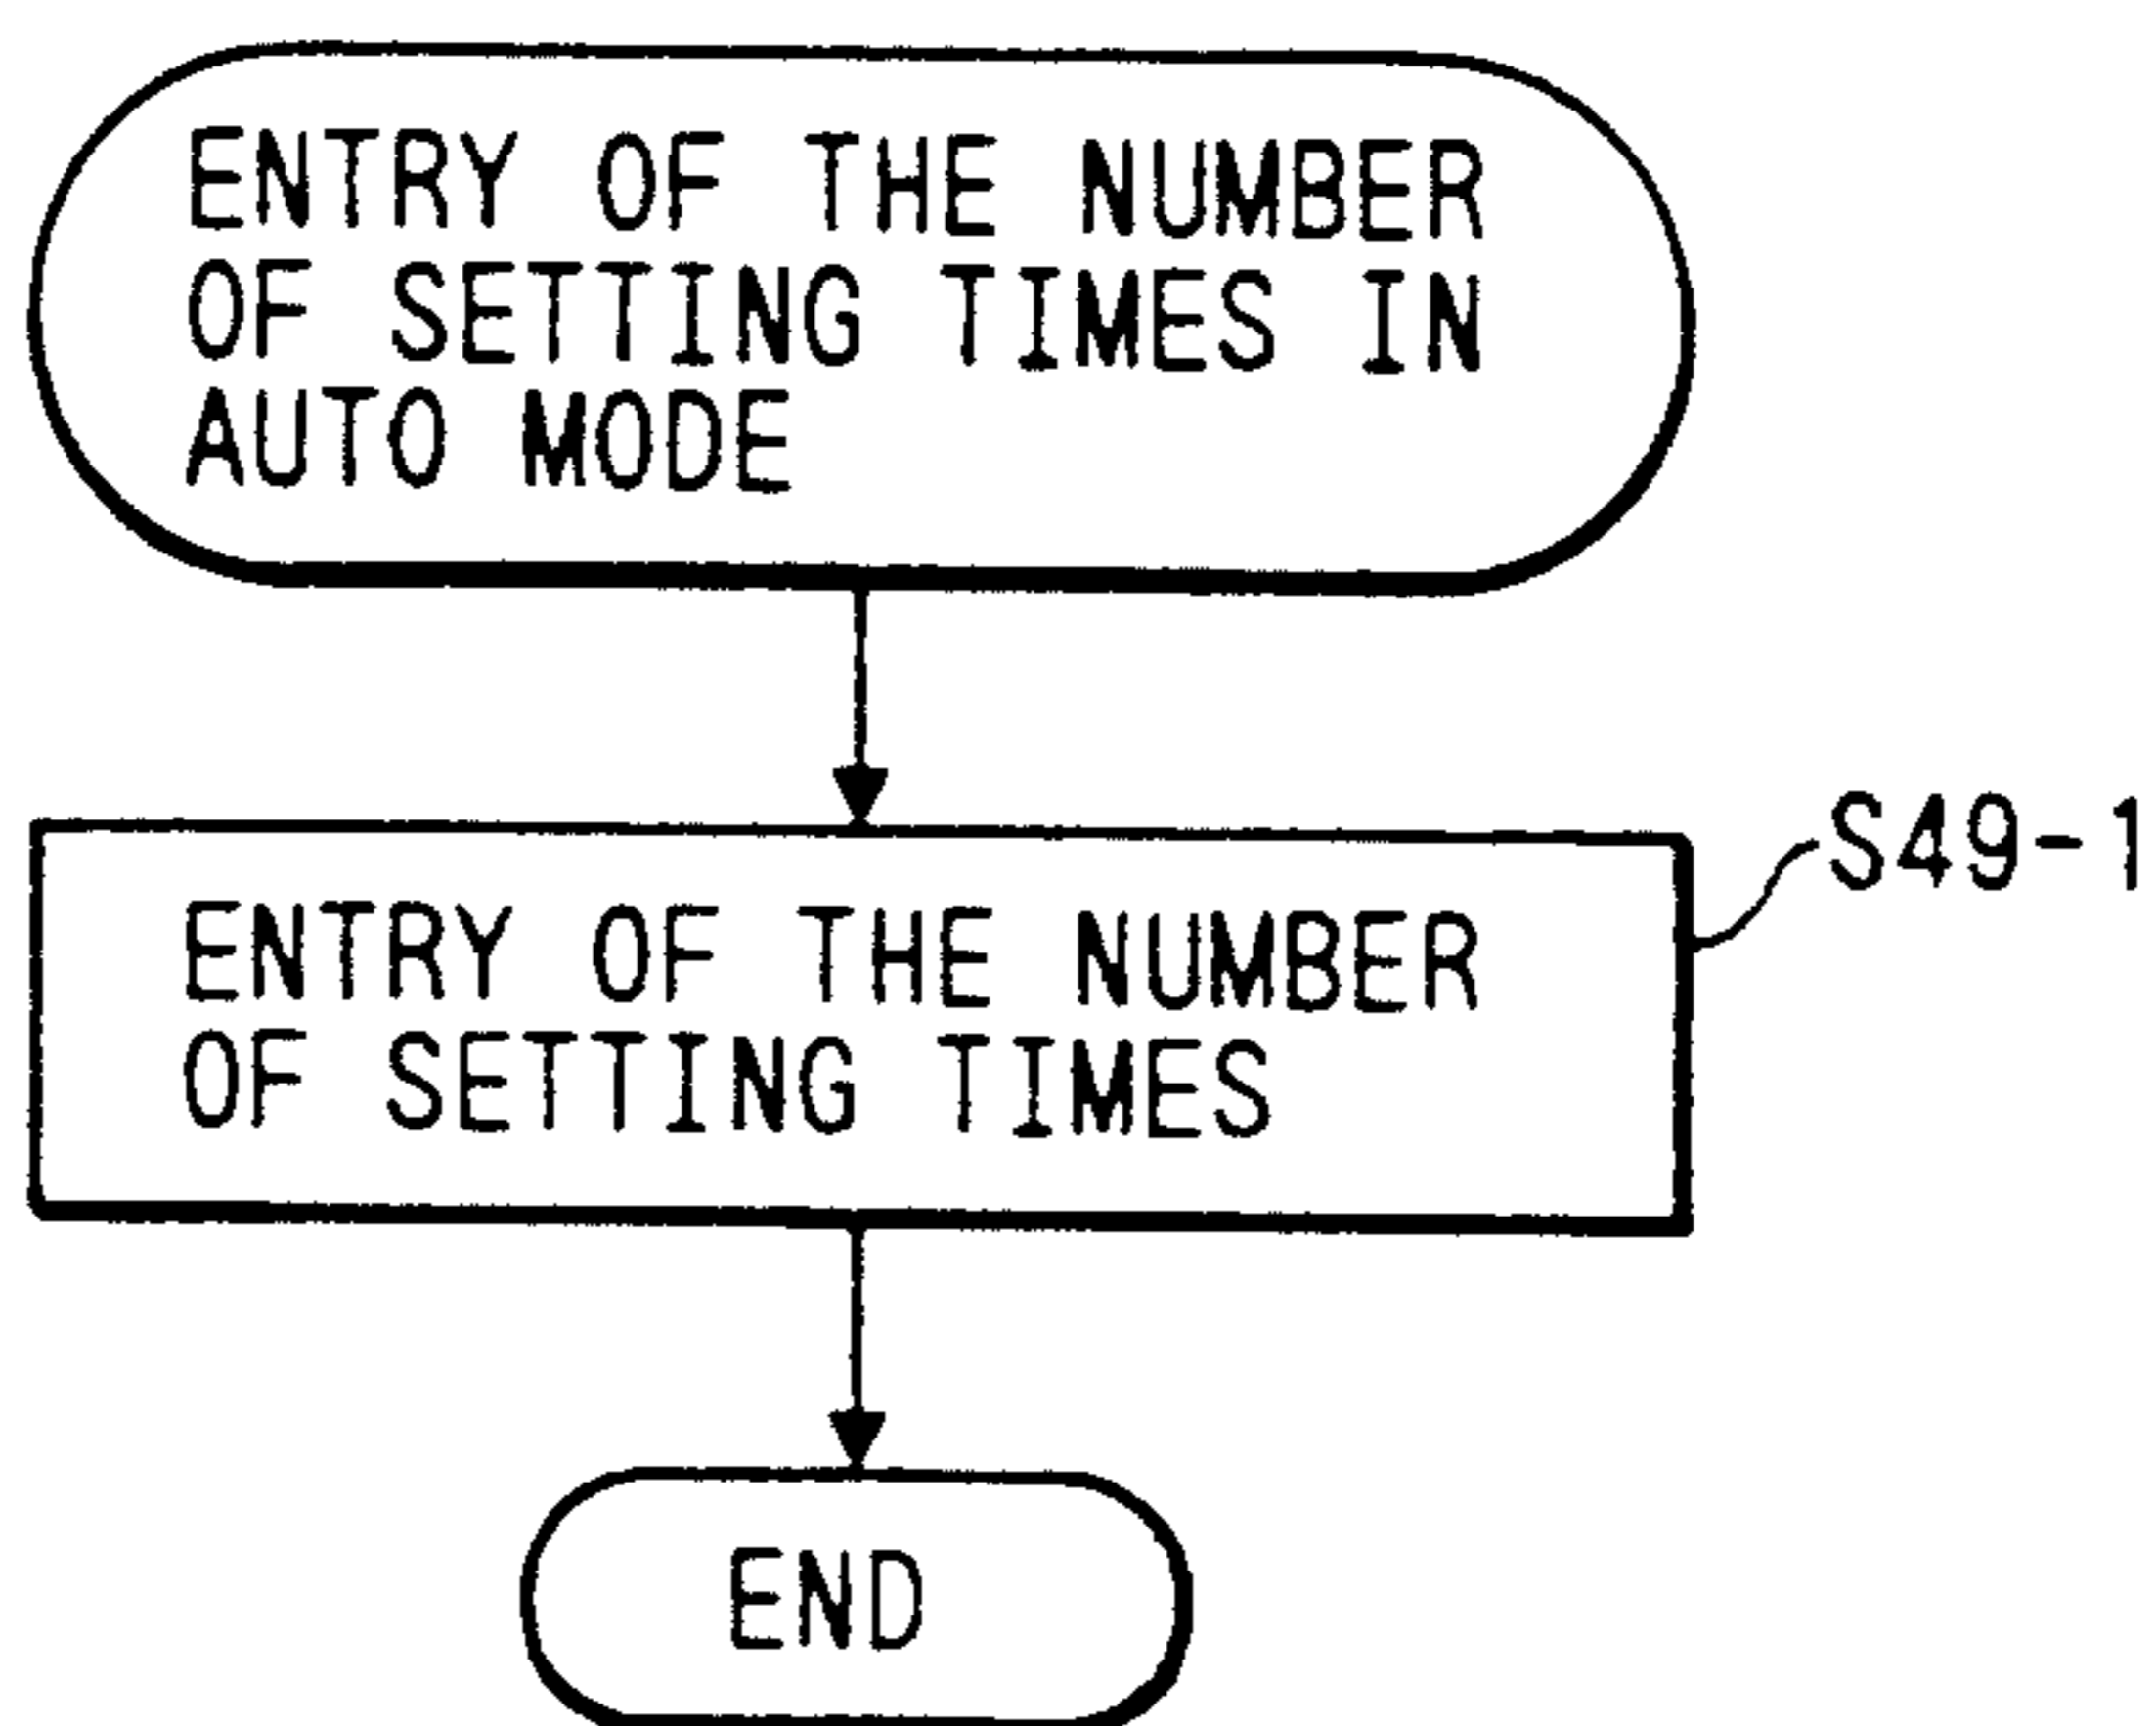 ENTRY OF THE NUMBER
OF SETTING TIMES IN
AUTO MODE
S49-1
ENTRY OF THE NUMBER
OF SETTING TIMES
END